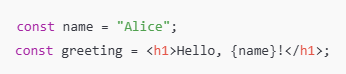 const name = "Alice";
const greeting = <h1>Hello, {name}!</h1>;